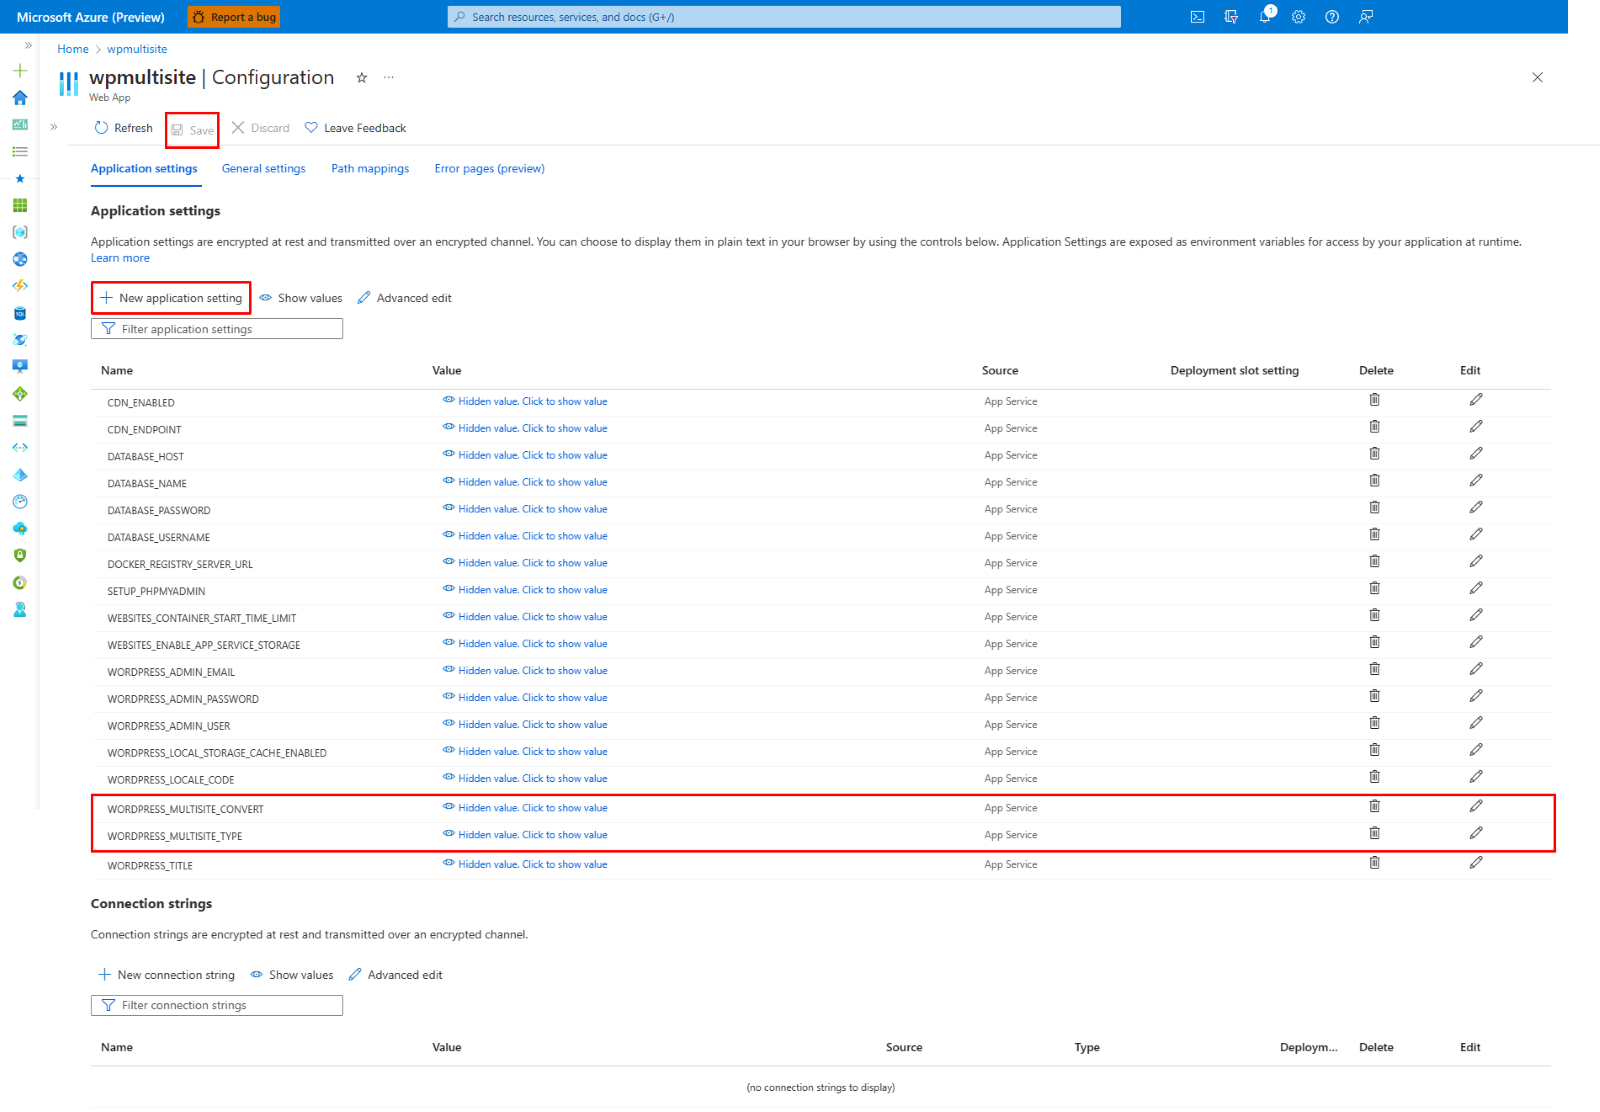 Microsoft Azure (Preview) Report a bug Search resources, services, and docs (G+/) 1
Home > wpmultisite
wpmultisite | Configuration ...
Web App
Refresh Save Discard Leave Feedback
Application settings General settings Path mappings Error pages (preview)
Application settings
Application settings are encrypted at rest and transmitted over an encrypted channel. You can choose to display them in plain text in your browser by using the controls below. Application Settings are exposed as environment variables for access by your application at runtime.
Learn more
New application setting Show values Advanced edit
Filter application settings
Name Value Source Deployment slot setting Delete Edit
CDN_ENABLED Hidden value. Click to show value App Service
CDN_ENDPOINT Hidden value. Click to show value App Service
DATABASE_HOST Hidden value. Click to show value App Service
DATABASE_NAME Hidden value. Click to show value App Service
DATABASE_PASSWORD Hidden value. Click to show value App Service
DATABASE_USERNAME Hidden value. Click to show value App Service
DOCKER_REGISTRY_SERVER_URL Hidden value. Click to show value App Service
SETUP_PHPMYADMIN Hidden value. Click to show value App Service
WEBSITES_CONTAINER_START_TIME_LIMIT Hidden value. Click to show value App Service
WEBSITES_ENABLE_APP_SERVICE_STORAGE Hidden value. Click to show value App Service
WORDPRESS_ADMIN_EMAIL Hidden value. Click to show value App Service
WORDPRESS_ADMIN_PASSWORD Hidden value. Click to show value App Service
WORDPRESS_ADMIN_USER Hidden value. Click to show value App Service
WORDPRESS_LOCAL_STORAGE_CACHE_ENABLED Hidden value. Click to show value App Service
WORDPRESS_LOCALE_CODE Hidden value. Click to show value App Service
WORDPRESS_MULTISITE_CONVERT Hidden value. Click to show value App Service
WORDPRESS_MULTISITE_TYPE Hidden value. Click to show value App Service
WORDPRESS_TITLE Hidden value. Click to show value App Service
Connection strings
Connection strings are encrypted at rest and transmitted over an encrypted channel.
New connection string Show values Advanced edit
Filter connection strings
Name Value Source Type Deploym... Delete Edit
(no connection strings to display)